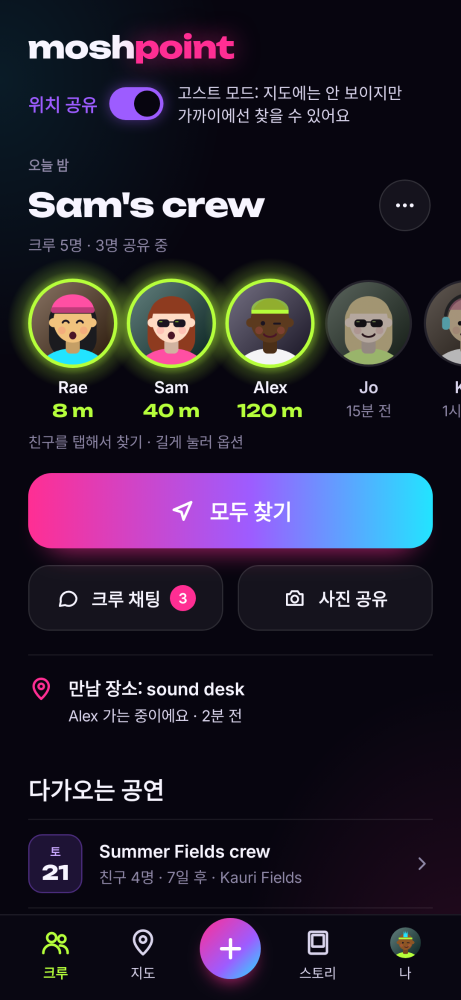 moshpoint
위치 공유
고스트 모드: 지도에는 안 보이지만
가까이에선 찾을 수 있어요
오늘 밤
Sam's crew
크루 5명 · 3명 공유 중
Rae
Sam
Alex
Jo
8 m
40 m
120 m
15분 전
친구를 탭해서 찾기 · 길게 눌러 옵션
모두 찾기
크루 채팅 3
사진 공유
만남 장소: sound desk
Alex 가는 중이에요 · 2분 전
다가오는 공연
토
21
Summer Fields crew
친구 4명 · 7일 후 · Kauri Fields
크루
지도
스토리
나